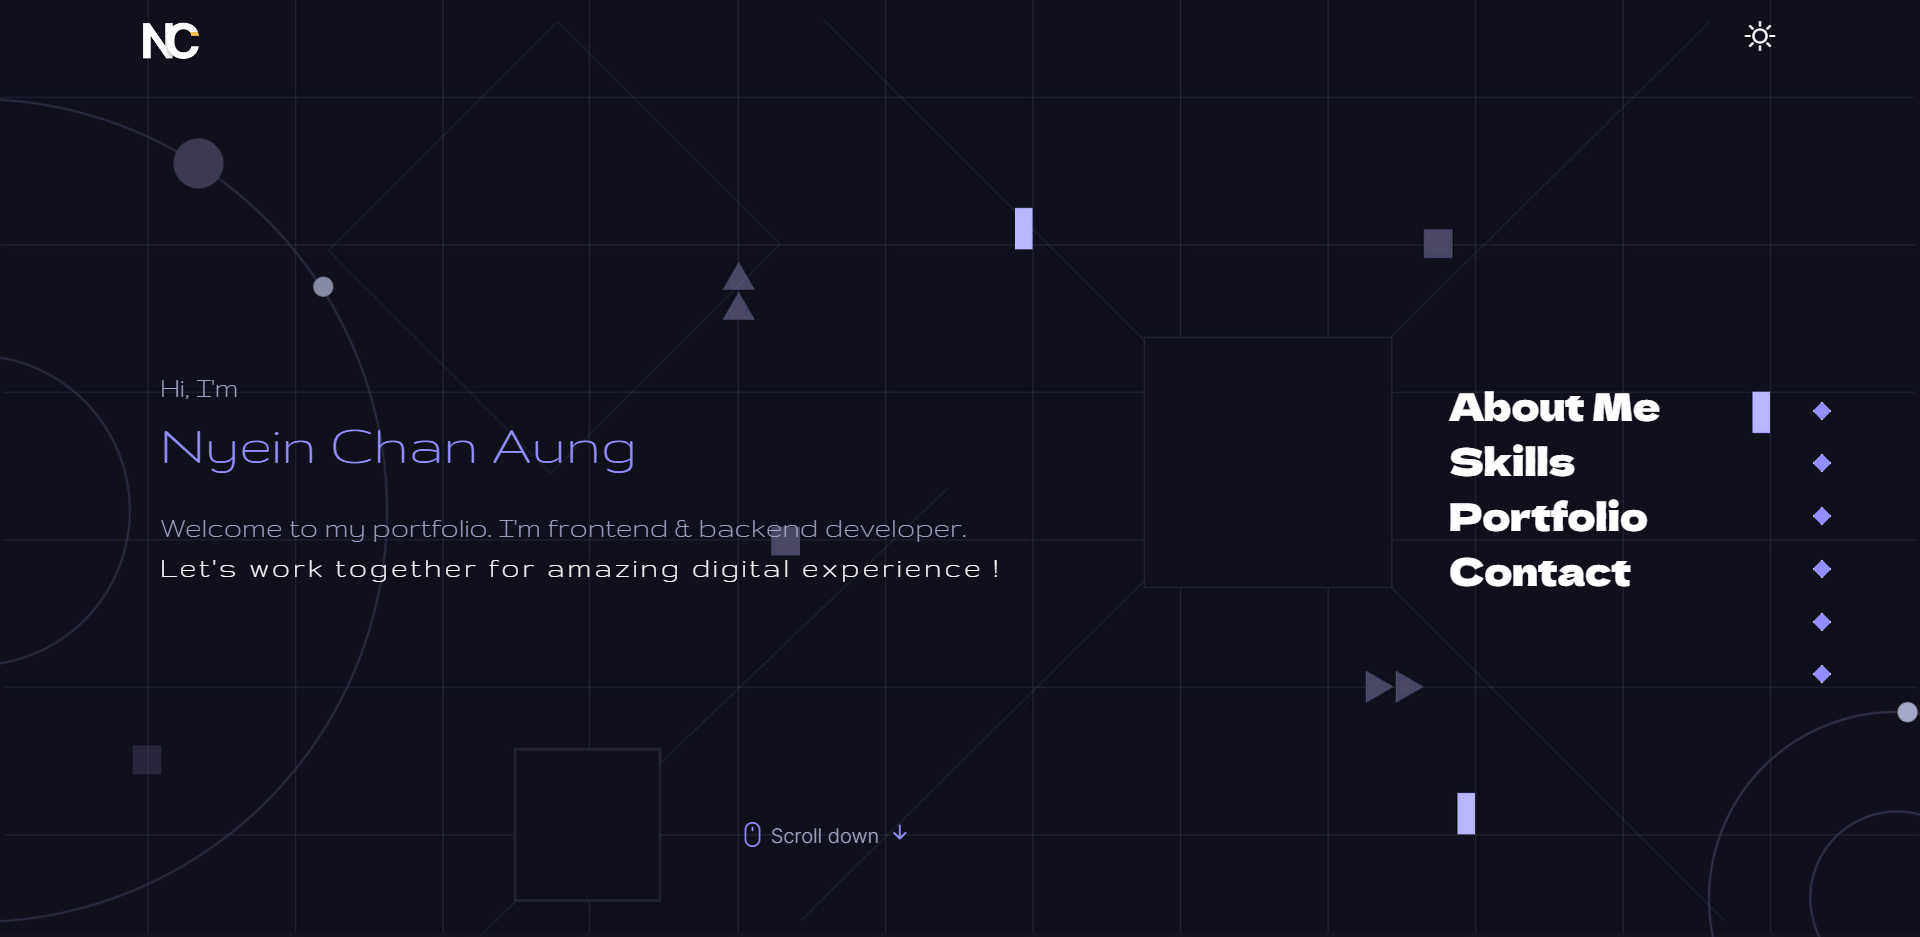 NC
Hi, I'm
Nyein Chan Aung
Welcome to my portfolio. I'm frontend & backend developer.
Let's work together for amazing digital experience !
About Me
Skills
Portfolio
Contact
Scroll down